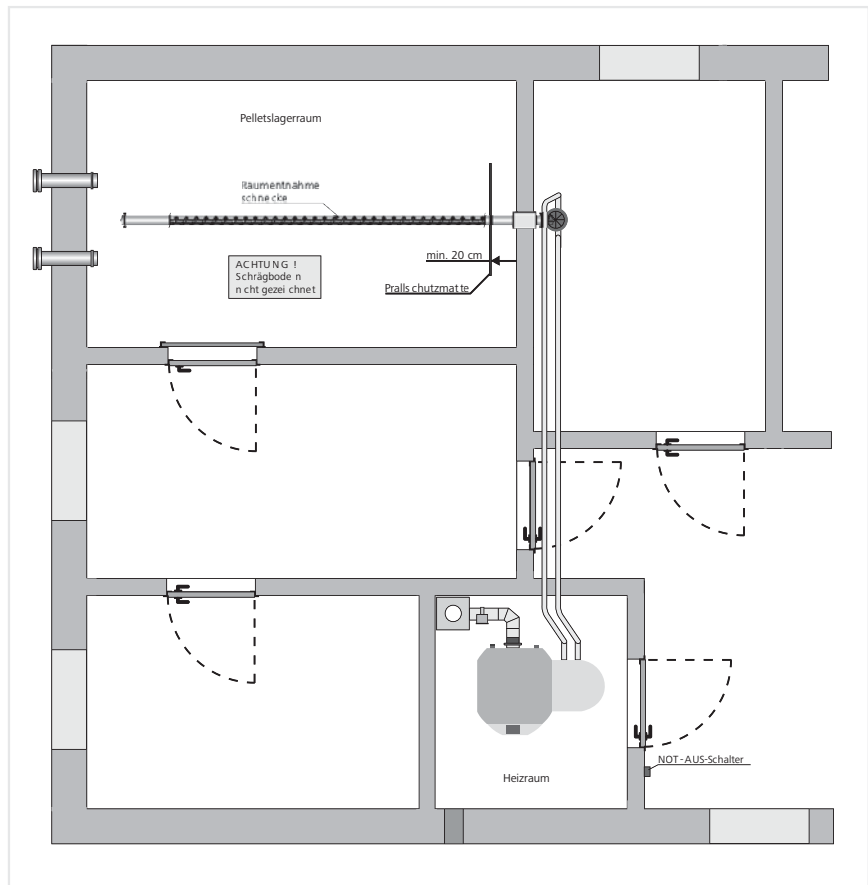 Pelletslagerraum
Raumentnahme
schnecke
min. 20 cm
ACHTUNG !
Schrägboden
nicht gezeichnet
Prallschutzmatte
NOT-AUS-Schalter
Heizraum